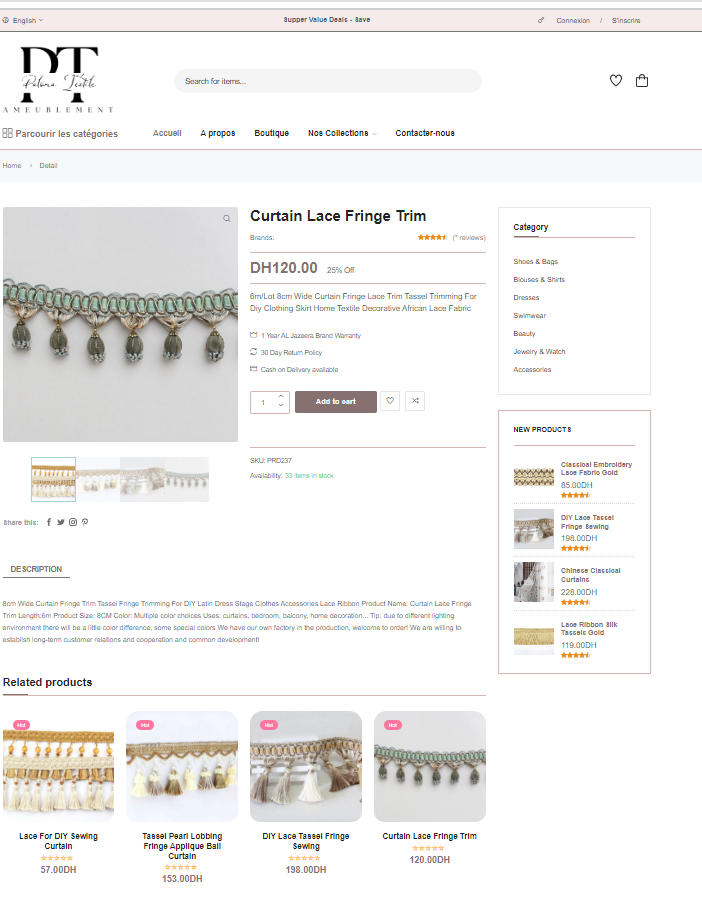 English
Supper Value Deals - Save
Connexion / S'inscrire
PT
Paloma Textile
AMEUBLEMENT
Search for items...
Parcourir les catégories
Accueil
A propos
Boutique
Nos Collections
Contacter-nous
Home
Detail
Curtain Lace Fringe Trim
Brands:
(* reviews)
DH120.00 25% Off
6m/Lot 8cm Wide Curtain Fringe Lace Trim Tassel Trimming For
Diy Clothing Skirt Home Textile Decorative African Lace Fabric
1 Year AL Jazeera Brand Warranty
30 Day Return Policy
Cash on Delivery available
1
Add to cart
SKU: PRD237
Availability: 33 Items in stock
Share this:
Category
Shoes & Bags
Blouses & Shirts
Dresses
Swimwear
Beauty
Jewelry & Watch
Accessories
NEW PRODUCTS
Classical Embroidery
Lace Fabric Gold
85.00DH
DIY Lace Tassel
Fringe Sewing
198.00DH
Chinese Classical
Curtains
228.00DH
Lace Ribbon Silk
Tassels Gold
119.00DH
DESCRIPTION
8cm Wide Curtain Fringe Trim Tassel Fringe Trimming For DIY Latin Dress Stage Clothes Accessories Lace Ribbon Product Name: Curtain Lace Fringe
Trim Length:6m Product Size: 8CM Color: Multiple color choices Uses: curtains, bedroom, balcony, home decoration... Tip: due to different lighting
environment there will be a little color difference, some special colors We have our own factory in the production, welcome to order! We are willing to
establish long-term customer relations and cooperation and common development!
Related products
Hot
Lace For DIY Sewing
Curtain
57.00DH
Hot
Tassel Pearl Lobbing
Fringe Applique Ball
Curtain
153.00DH
Hot
DIY Lace Tassel Fringe
Sewing
198.00DH
Hot
Curtain Lace Fringe Trim
120.00DH